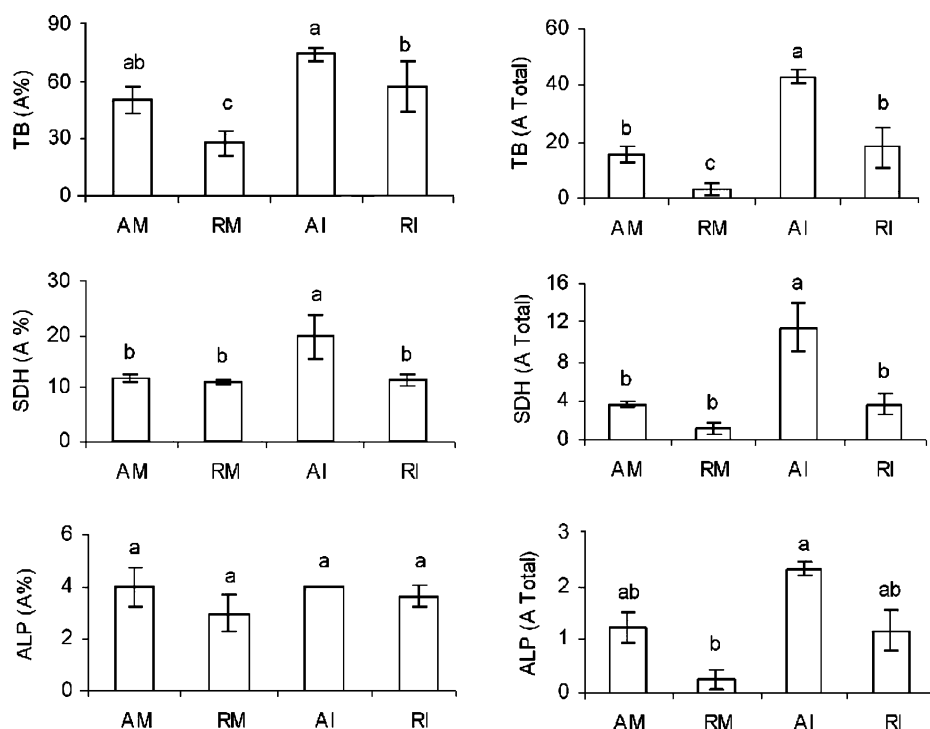 TB (A%)
90
60
30
0
ab
c
a
b
AM RM AI RI
TB (A Total)
60
40
20
0
b
c
a
b
AM RM AI RI
SDH (A %)
30
20
10
0
b
b
a
b
AM RM AI RI
SDH (A Total)
16
12
8
4
0
b
b
a
b
AM RM AI RI
ALP (A%)
6
4
2
0
a
a
a
a
AM RM AI RI
ALP (A Total)
3
2
1
0
ab
b
a
ab
AM RM AI RI